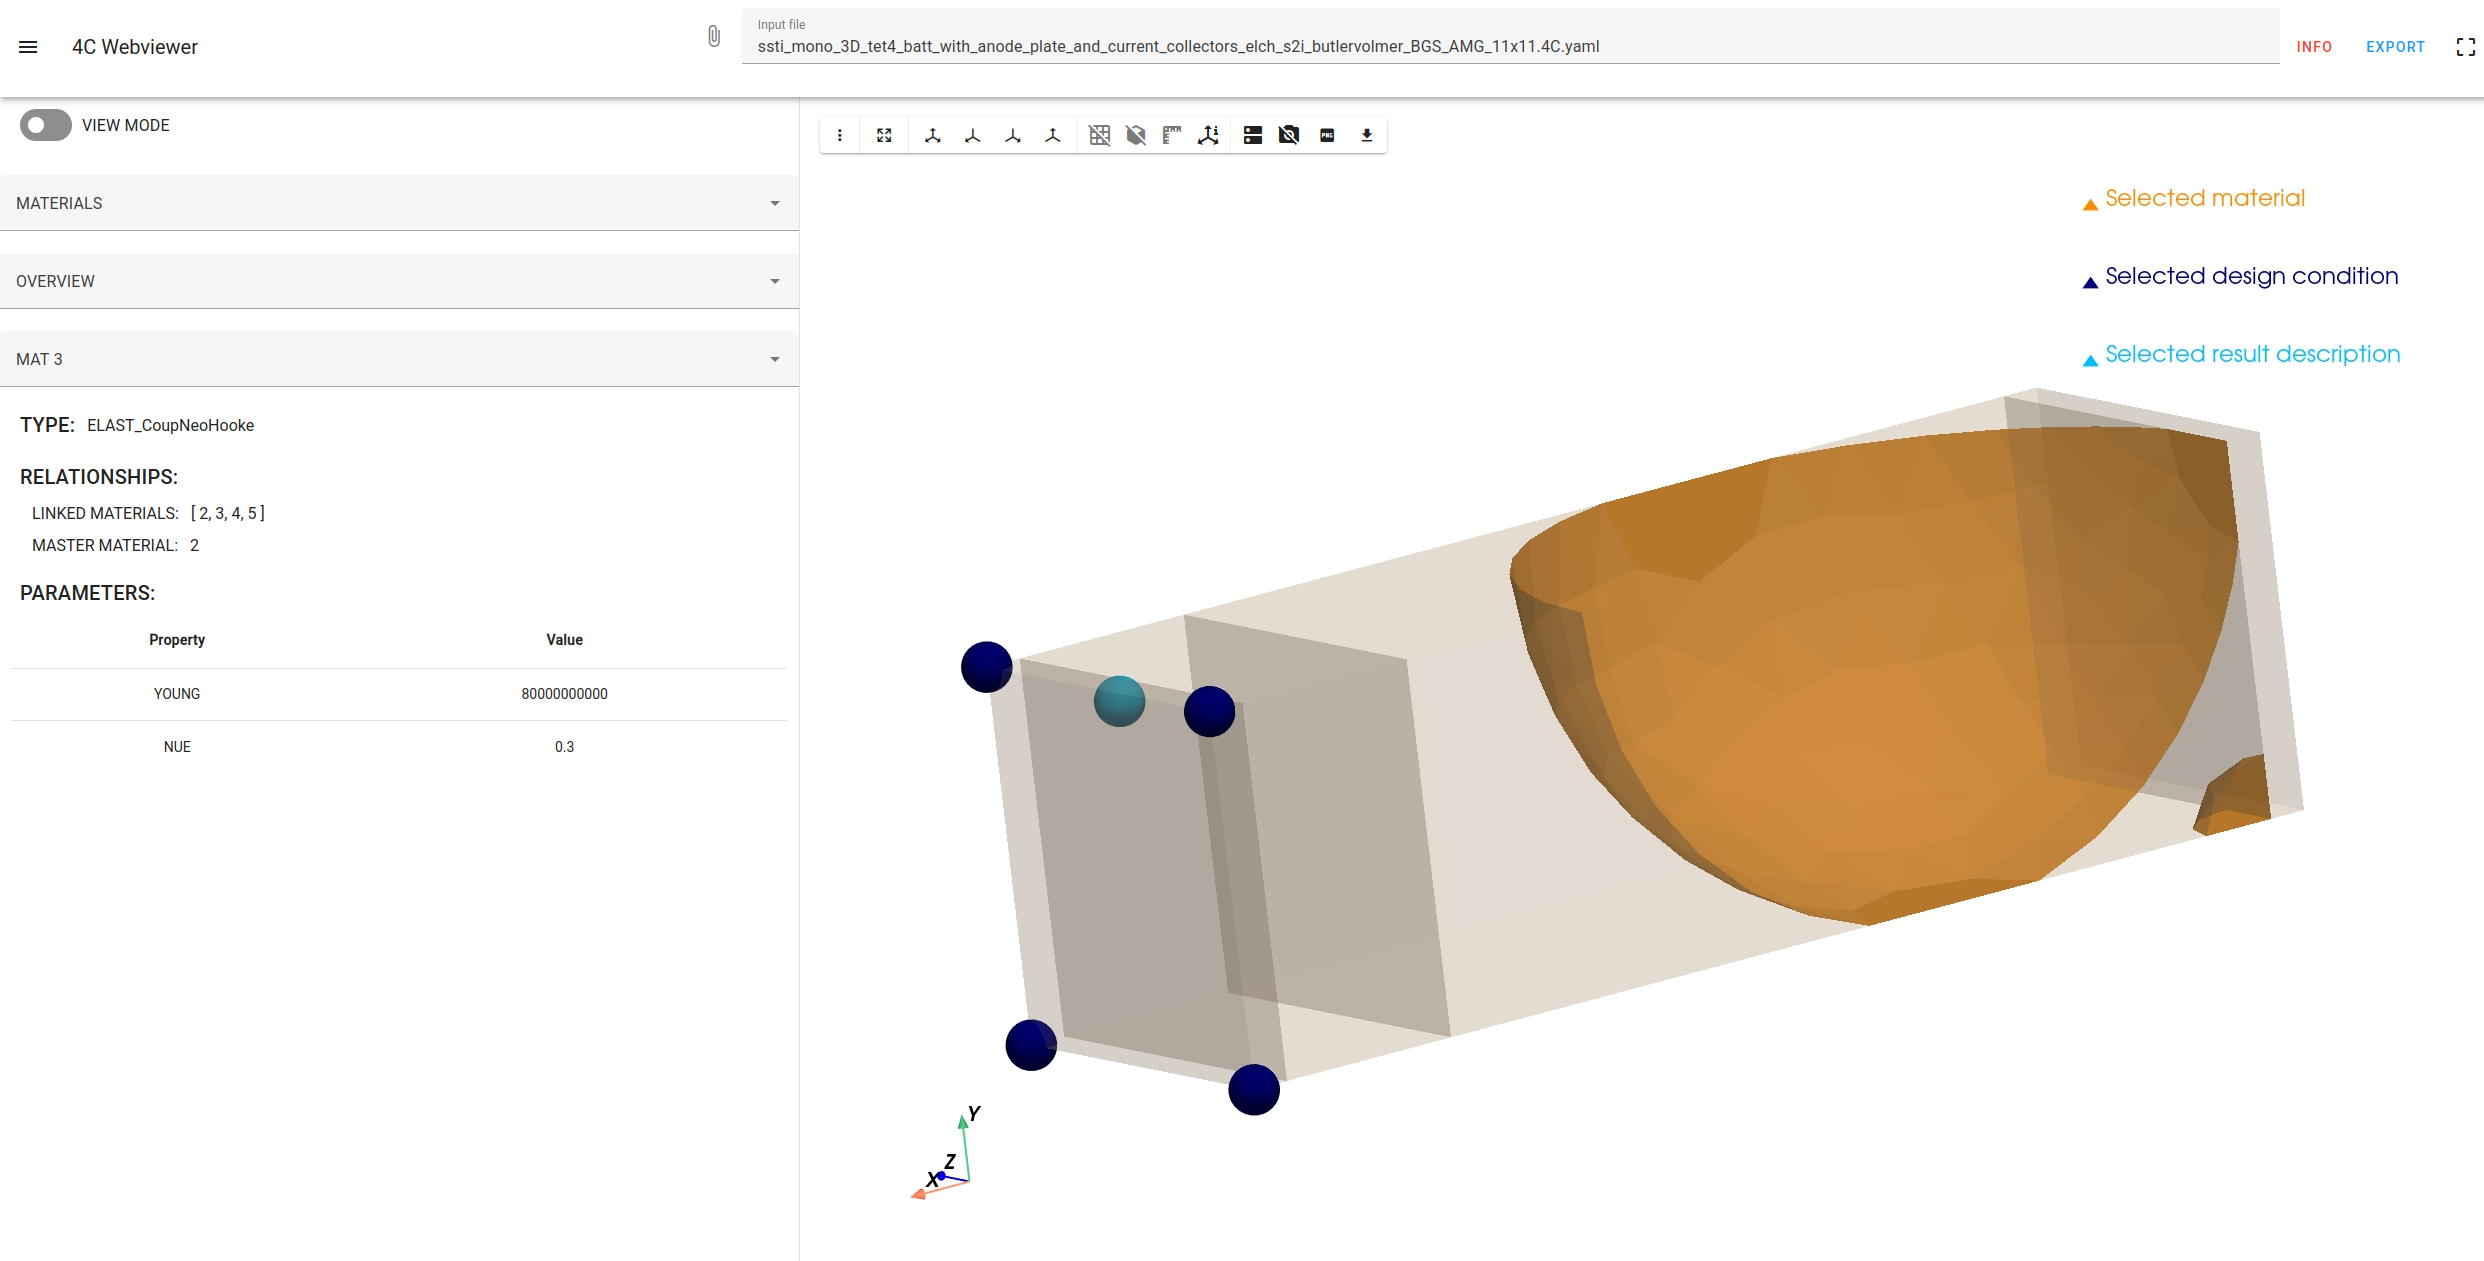 4C Webviewer
Input file
ssti_mono_3D_tet4_batt_with_anode_plate_and_current_collectors_elch_s2i_butlervolmer_BGS_AMG_11x11.4C.yaml
INFO
EXPORT
VIEW MODE
MATERIALS
OVERVIEW
MAT 3
TYPE: ELAST_CoupNeoHooke
RELATIONSHIPS:
LINKED MATERIALS: [ 2, 3, 4, 5 ]
MASTER MATERIAL: 2
PARAMETERS:
Property Value
YOUNG 80000000000
NUE 0.3
PNG
Selected material
Selected design condition
Selected result description
Y
Z
X